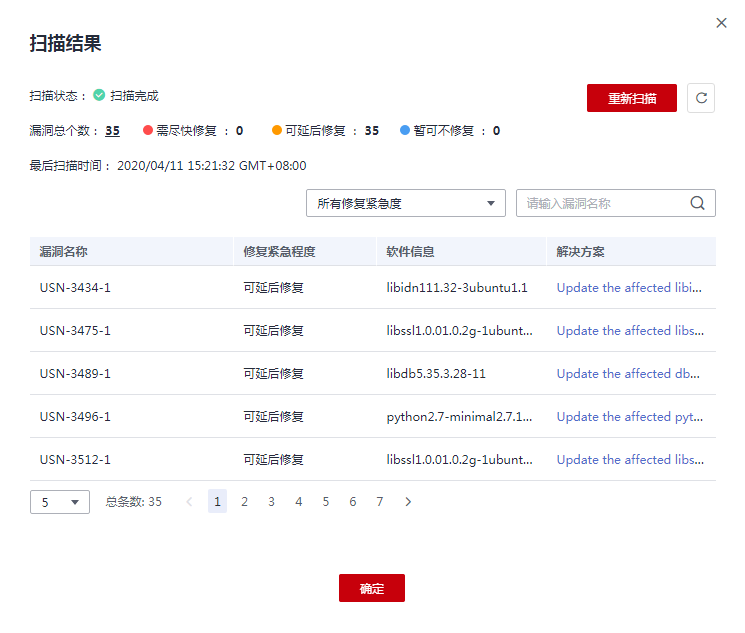 扫描结果
扫描状态： 扫描完成
重新扫描
漏洞总个数： 35 需尽快修复 ： 0 可延后修复 ： 35 暂可不修复 ： 0
最后扫描时间： 2020/04/11 15:21:32 GMT+08:00
所有修复紧急度 请输入漏洞名称
漏洞名称 修复紧急程度 软件信息 解决方案
USN-3434-1 可延后修复 libidn111.32-3ubuntu1.1 Update the affected libi...
USN-3475-1 可延后修复 libssl1.0.01.0.2g-1ubunt... Update the affected libs...
USN-3489-1 可延后修复 libdb5.35.3.28-11 Update the affected db...
USN-3496-1 可延后修复 python2.7-minimal2.7.1... Update the affected pyt...
USN-3512-1 可延后修复 libssl1.0.01.0.2g-1ubunt... Update the affected libs...
5 总条数: 35 1 2 3 4 5 6 7
确定